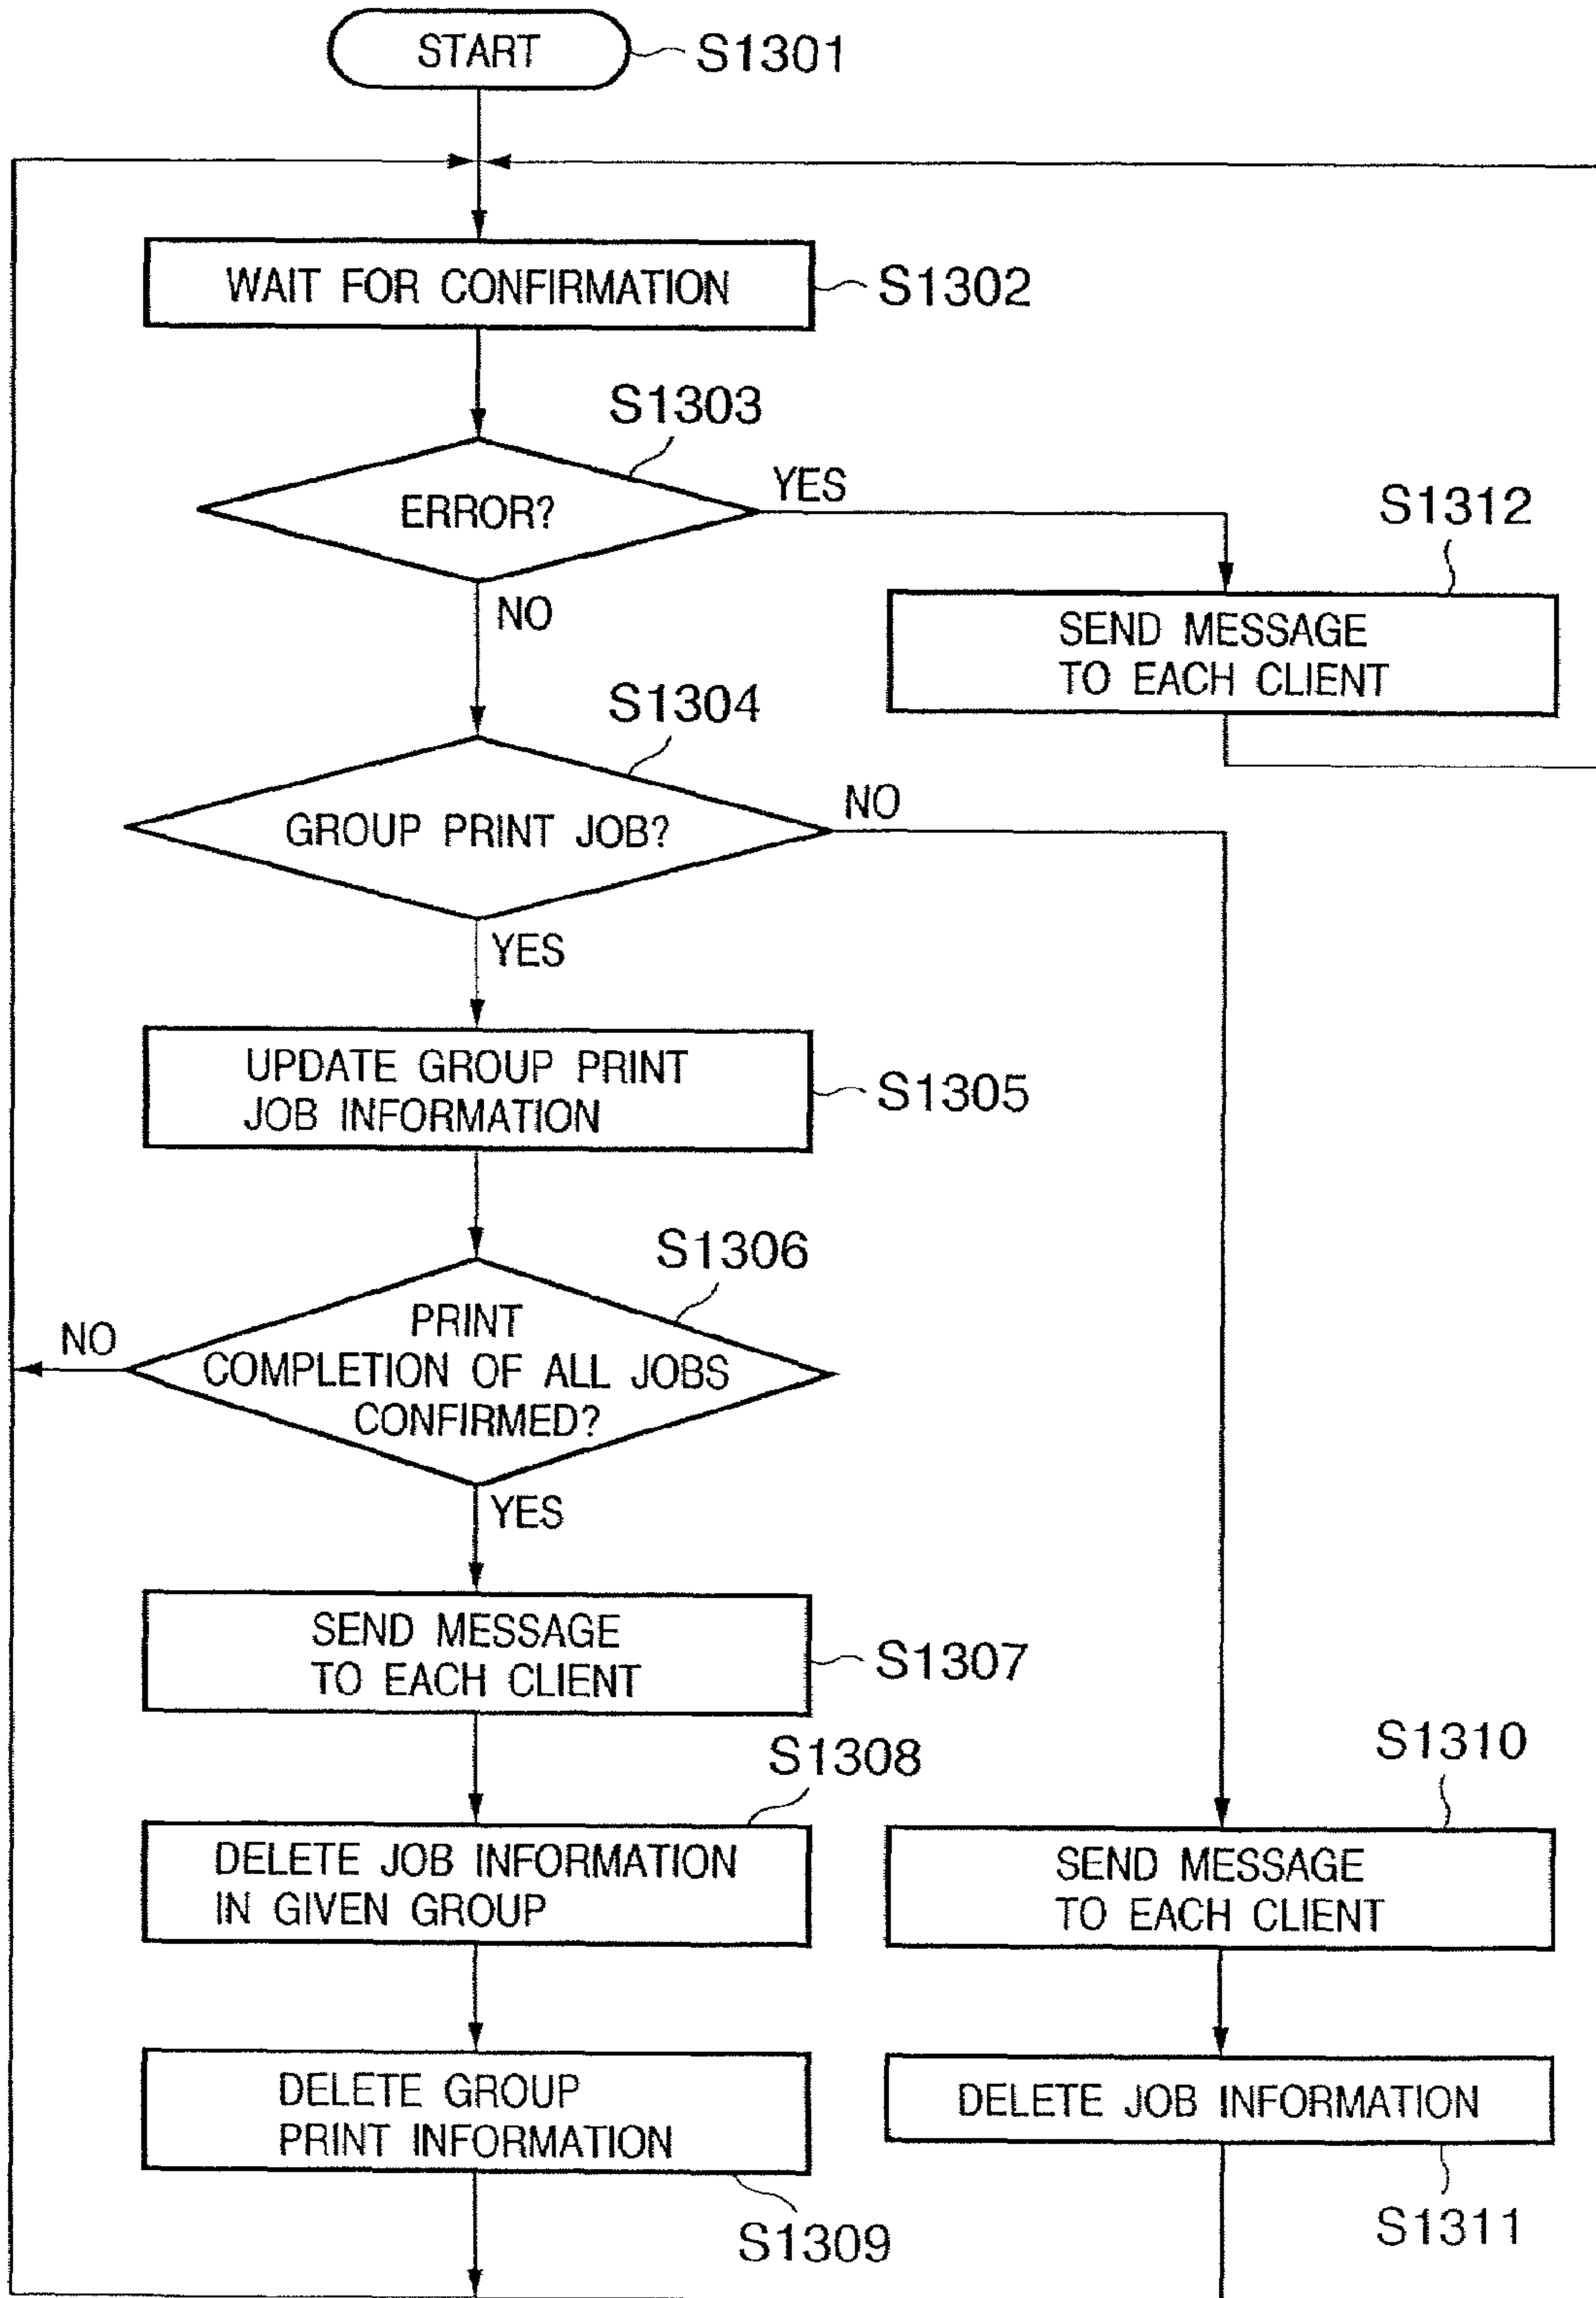 START
S1301
WAIT FOR CONFIRMATION
S1302
S1303
ERROR?
YES
NO
S1312
SEND MESSAGE
TO EACH CLIENT
S1304
GROUP PRINT JOB?
NO
YES
UPDATE GROUP PRINT
JOB INFORMATION
S1305
S1306
PRINT
COMPLETION OF ALL JOBS
CONFIRMED?
NO
YES
SEND MESSAGE
TO EACH CLIENT
S1307
S1308
DELETE JOB INFORMATION
IN GIVEN GROUP
S1310
SEND MESSAGE
TO EACH CLIENT
DELETE GROUP
PRINT INFORMATION
S1309
DELETE JOB INFORMATION
S1311